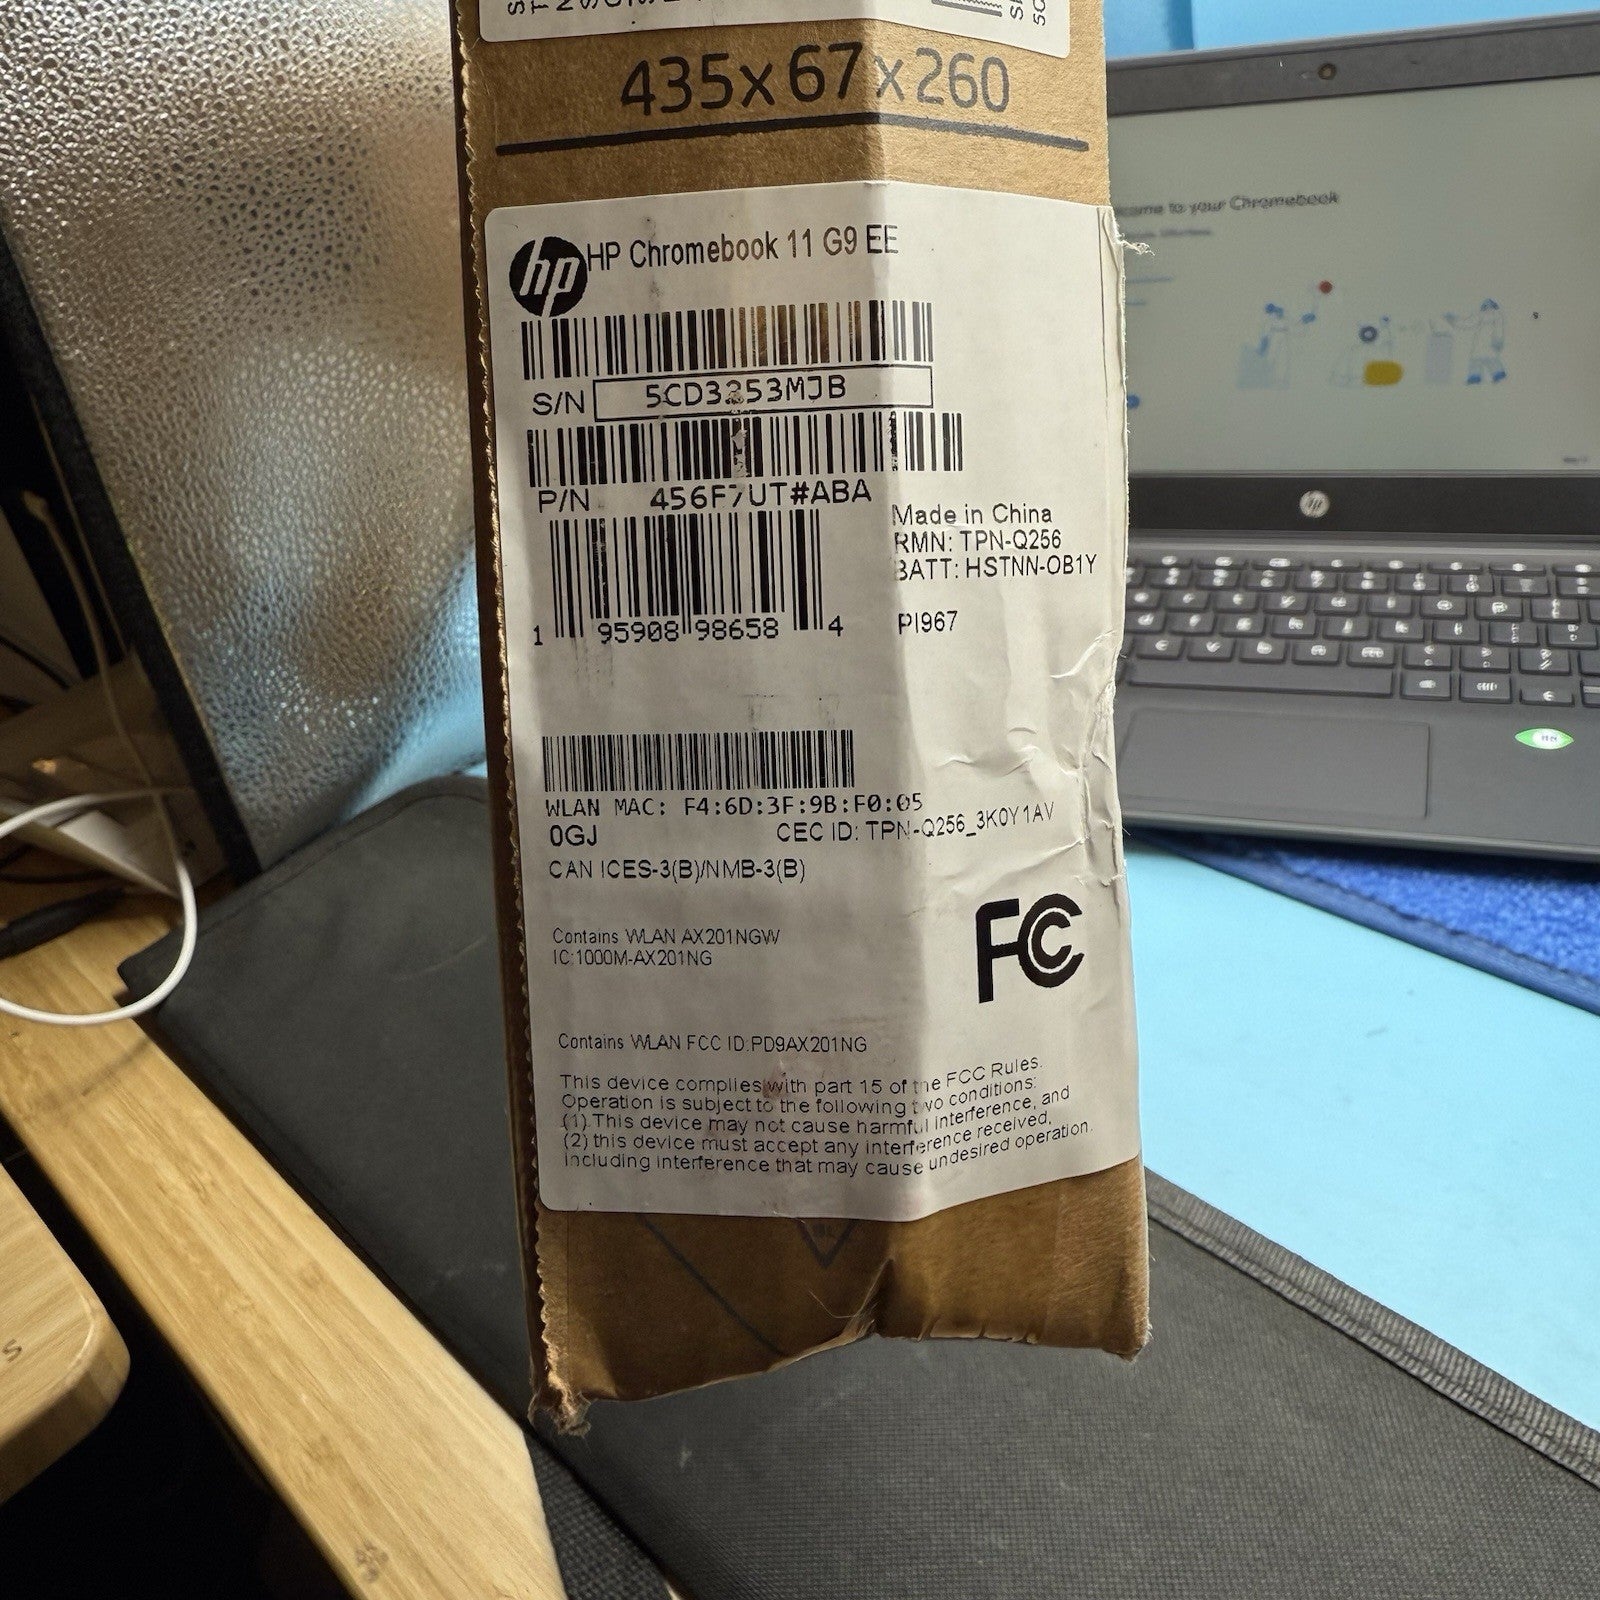 435x67x260
hp
HP Chromebook 11 G9 EE
S/N 5CD3253MJB
P/N 456F7UT#ABA
Made in China
RMN: TPN-Q256
BATT: HSTNN-OB1Y
1 95908 98658 4
PI967
WLAN MAC: F4:6D:3F:9B:F0:05
0GJ CEC ID: TPN-Q256_3K0Y1AV
CAN ICES-3(B)/NMB-3(B)
Contains WLAN AX201NGW
IC:1000M-AX201NG
FC
Contains WLAN FCC ID:PD9AX201NG
This device complies with part 15 of the FCC Rules.
Operation is subject to the following two conditions:
(1) This device may not cause harmful interference, and
(2) this device must accept any interference received,
including interference that may cause undesired operation.
to your Chromebook
hp